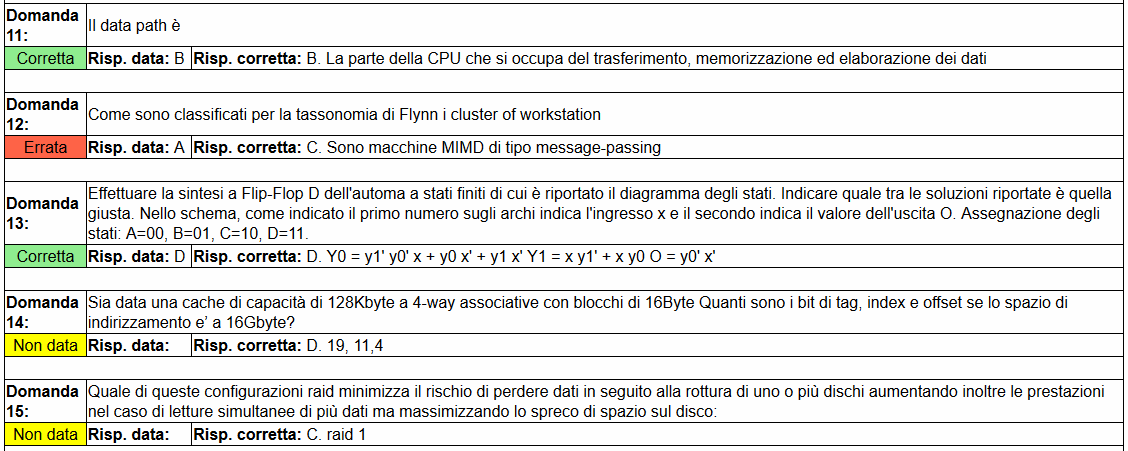 Domanda 11: Il data path è
Corretta Risp. data: B Risp. corretta: B. La parte della CPU che si occupa del trasferimento, memorizzazione ed elaborazione dei dati
Domanda 12: Come sono classificati per la tassonomia di Flynn i cluster of workstation
Errata Risp. data: A Risp. corretta: C. Sono macchine MIMD di tipo message-passing
Domanda 13: Effettuare la sintesi a Flip-Flop D dell'automa a stati finiti di cui è riportato il diagramma degli stati. Indicare quale tra le soluzioni riportate è quella
giusta. Nello schema, come indicato il primo numero sugli archi indica l'ingresso x e il secondo indica il valore dell'uscita O. Assegnazione degli
stati: A=00, B=01, C=10, D=11.
Corretta Risp. data: D Risp. corretta: D. Y0 = y1' y0' x + y0 x' + y1 x' Y1 = x y1' + x y0 O = y0' x'
Domanda 14: Sia data una cache di capacità di 128Kbyte a 4-way associative con blocchi di 16Byte Quanti sono i bit di tag, index e offset se lo spazio di
indirizzamento e’ a 16Gbyte?
Non data Risp. data: Risp. corretta: D. 19, 11,4
Domanda 15: Quale di queste configurazioni raid minimizza il rischio di perdere dati in seguito alla rottura di uno o più dischi aumentando inoltre le prestazioni
nel caso di letture simultanee di più dati ma massimizzando lo spreco di spazio sul disco:
Non data Risp. data: Risp. corretta: C. raid 1